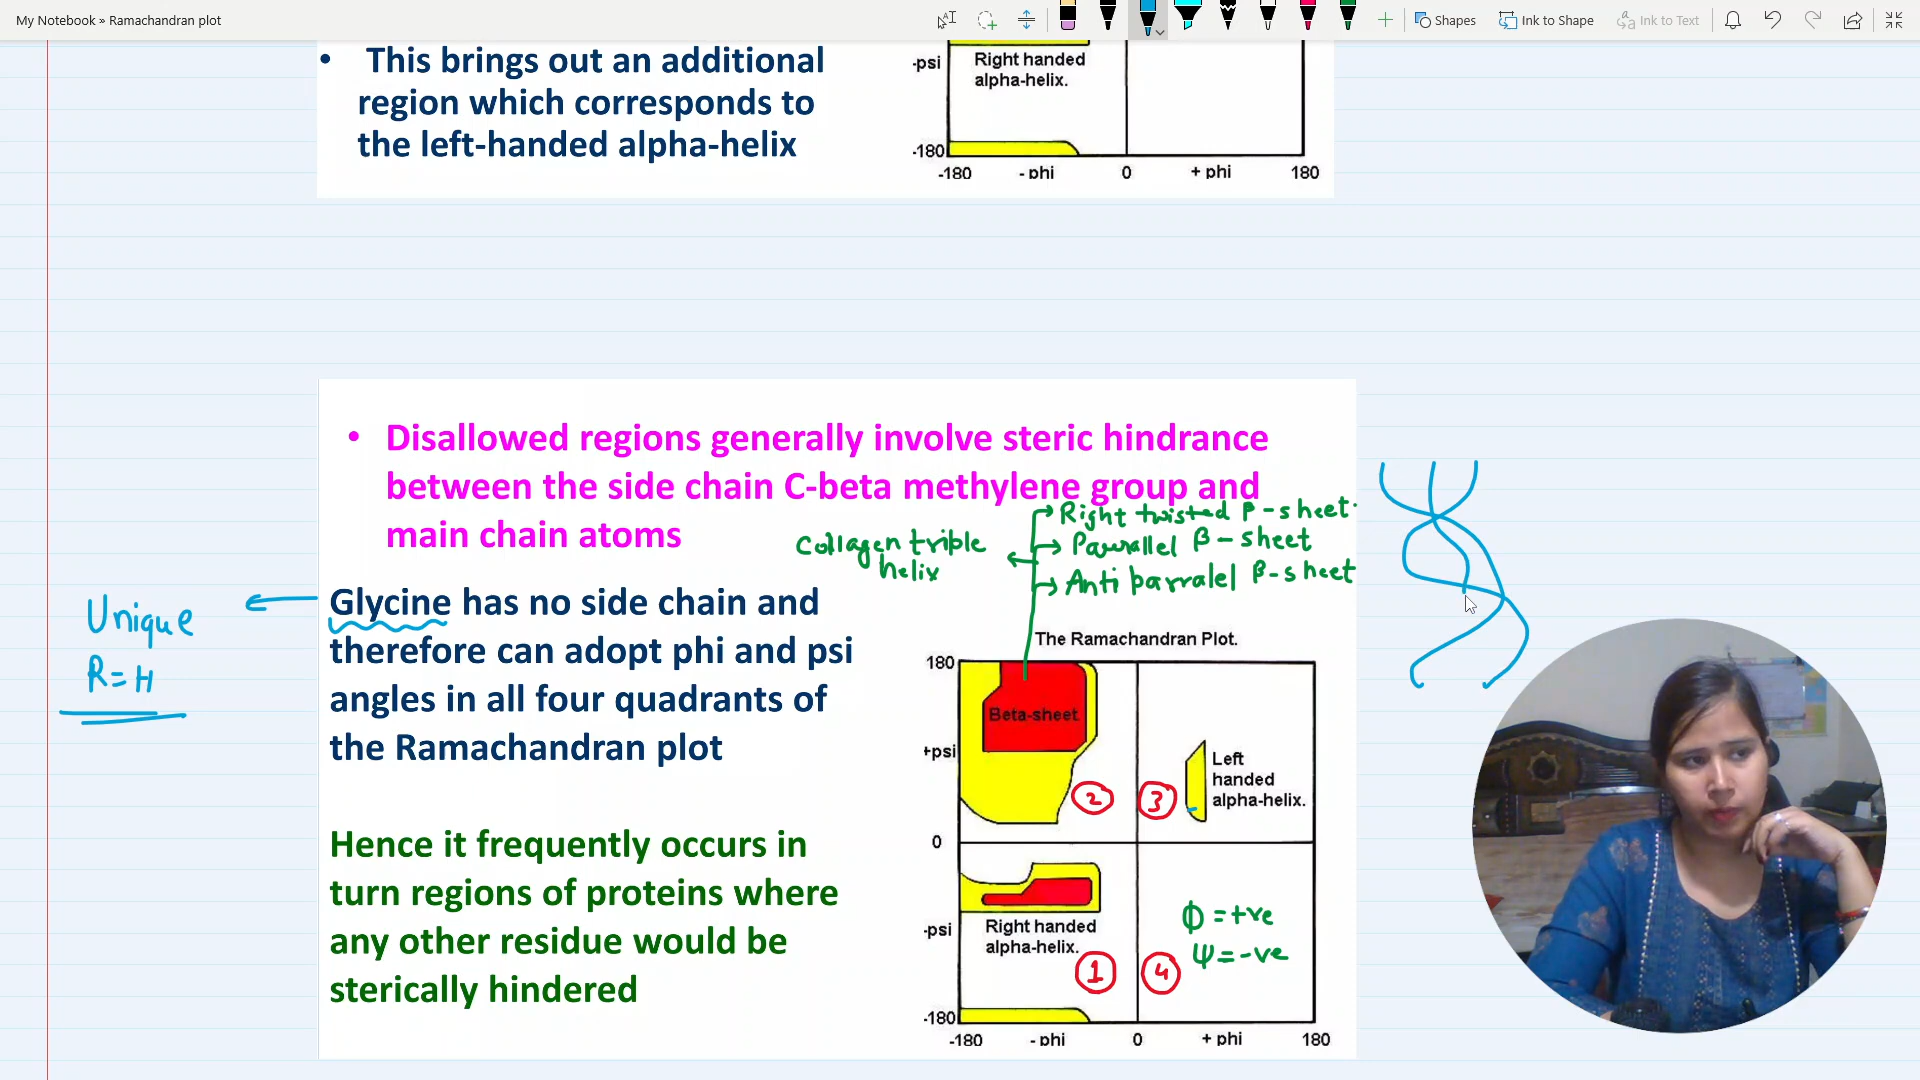 My Notebook » Ramachandran plot
Shapes
Ink to Shape
Ink to Text
• This brings out an additional
region which corresponds to
the left-handed alpha-helix
-psi
Right handed
alpha-helix.
-180
-180
- phi
0
+ phi
180
• Disallowed regions generally involve steric hindrance
between the side chain C-beta methylene group and
main chain atoms
Right twisted β-sheet.
Parrallel β-sheet
Anti parralel β-sheet
Collagen trible
helix
Unique
R=H
Glycine has no side chain and
therefore can adopt phi and psi
angles in all four quadrants of
the Ramachandran plot
Hence it frequently occurs in
turn regions of proteins where
any other residue would be
sterically hindered
The Ramachandran Plot.
180
Beta-sheet
+psi
Left
handed
alpha-helix.
2
3
0
Right handed
alpha-helix.
-psi
1
4
Φ=+ve
Ψ=-ve
-180
-180
- phi
0
+ phi
180